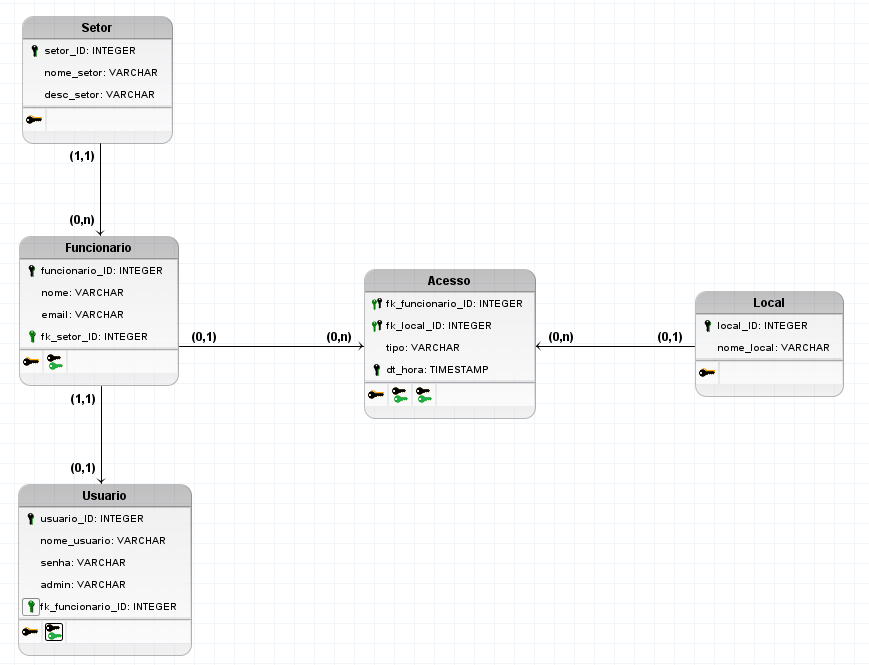 Setor
setor_ID: INTEGER
nome_setor: VARCHAR
desc_setor: VARCHAR
(1,1)
(0,n)
Funcionario
funcionario_ID: INTEGER
nome: VARCHAR
email: VARCHAR
fk_setor_ID: INTEGER
(0,1)
(0,n)
Acesso
fk_funcionario_ID: INTEGER
fk_local_ID: INTEGER
tipo: VARCHAR
dt_hora: TIMESTAMP
(0,n)
(0,1)
Local
local_ID: INTEGER
nome_local: VARCHAR
(1,1)
(0,1)
Usuario
usuario_ID: INTEGER
nome_usuario: VARCHAR
senha: VARCHAR
admin: VARCHAR
fk_funcionario_ID: INTEGER